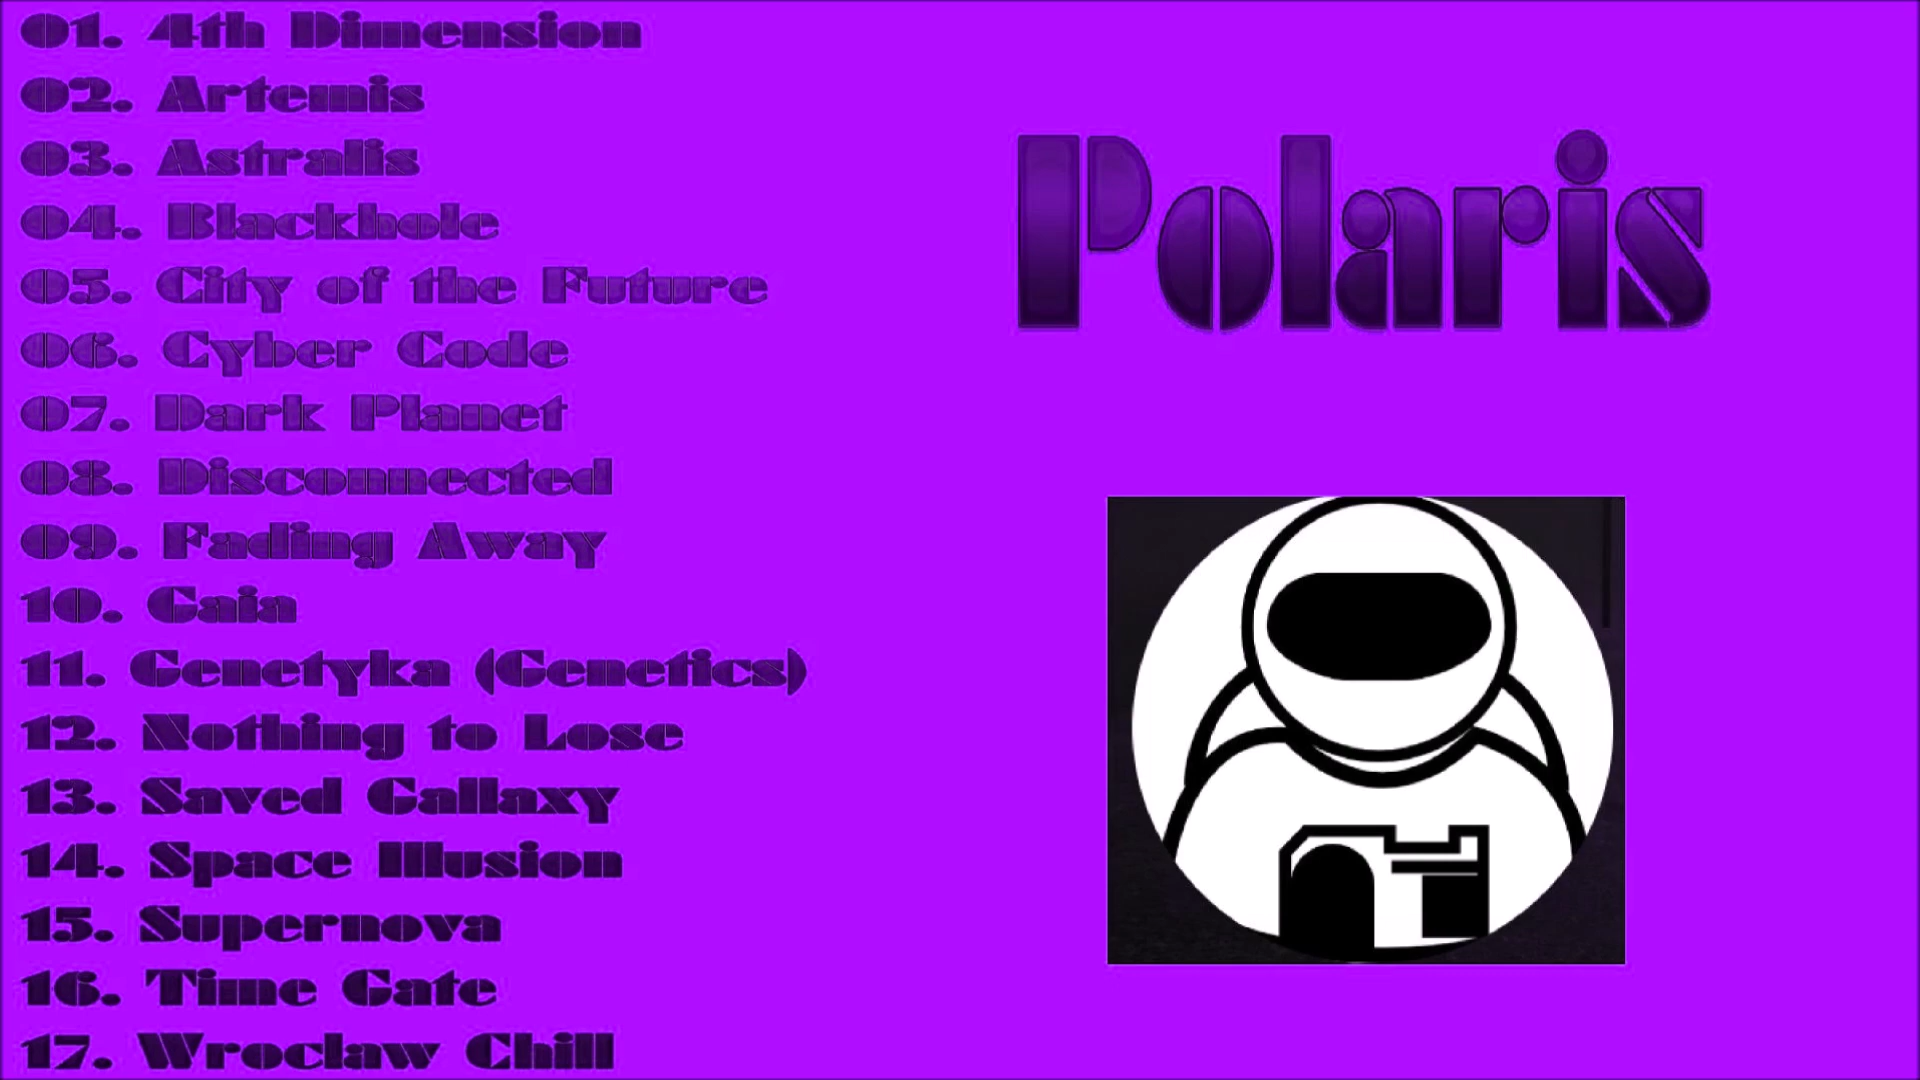 01. 4th Dimension
02. Artemis
03. Astralis
04. Blackhole
05. City of the Future
06. Cyber Code
07. Dark Planet
08. Disconnected
09. Fading Away
10. Gaia
11. Genetyka (Genetics)
12. Nothing to Lose
13. Saved Gallaxy
14. Space Illusion
15. Supernova
16. Time Gate
17. Wroclaw Chill
Polaris